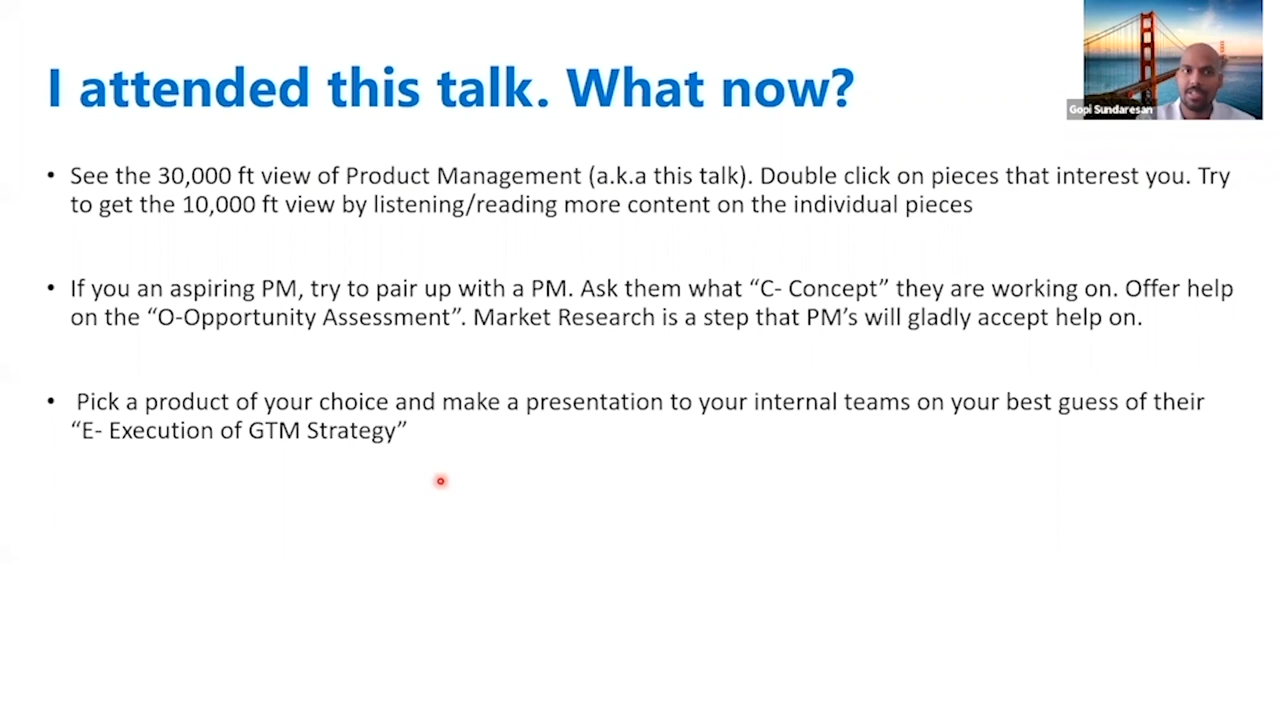 I attended this talk. What now?
Gopi Sundaresan
• See the 30,000 ft view of Product Management (a.k.a this talk). Double click on pieces that interest you. Try
to get the 10,000 ft view by listening/reading more content on the individual pieces
• If you an aspiring PM, try to pair up with a PM. Ask them what “C- Concept” they are working on. Offer help
on the “O-Opportunity Assessment”. Market Research is a step that PM’s will gladly accept help on.
• Pick a product of your choice and make a presentation to your internal teams on your best guess of their
“E- Execution of GTM Strategy”